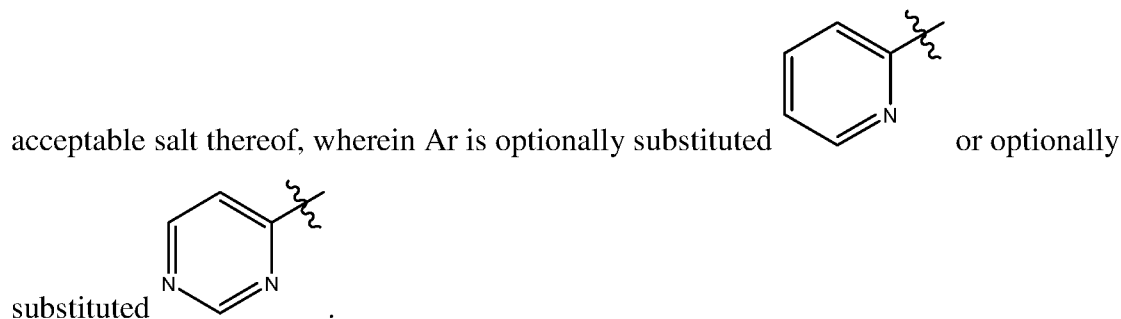 N
acceptable salt thereof, wherein Ar is optionally substituted or optionally
N N
substituted .